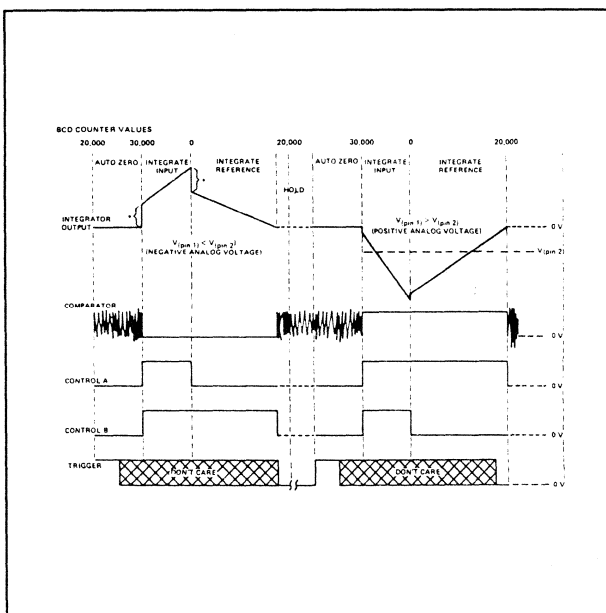 BCD COUNTER VALUES
20,000 30,000 0 20,000 30,000 0 20,000
AUTO ZERO INTEGRATE INPUT INTEGRATE REFERENCE HOLD AUTO ZERO INTEGRATE INPUT INTEGRATE REFERENCE
INTEGRATOR OUTPUT
V(pin 1) < V(pin 2)
(NEGATIVE ANALOG VOLTAGE)
V(pin 1) > V(pin 2)
(POSITIVE ANALOG VOLTAGE)
0 V
V(pin 2)
COMPARATOR
0 V
CONTROL A
0 V
CONTROL B
0 V
TRIGGER
DON'T CARE DON'T CARE
0 V